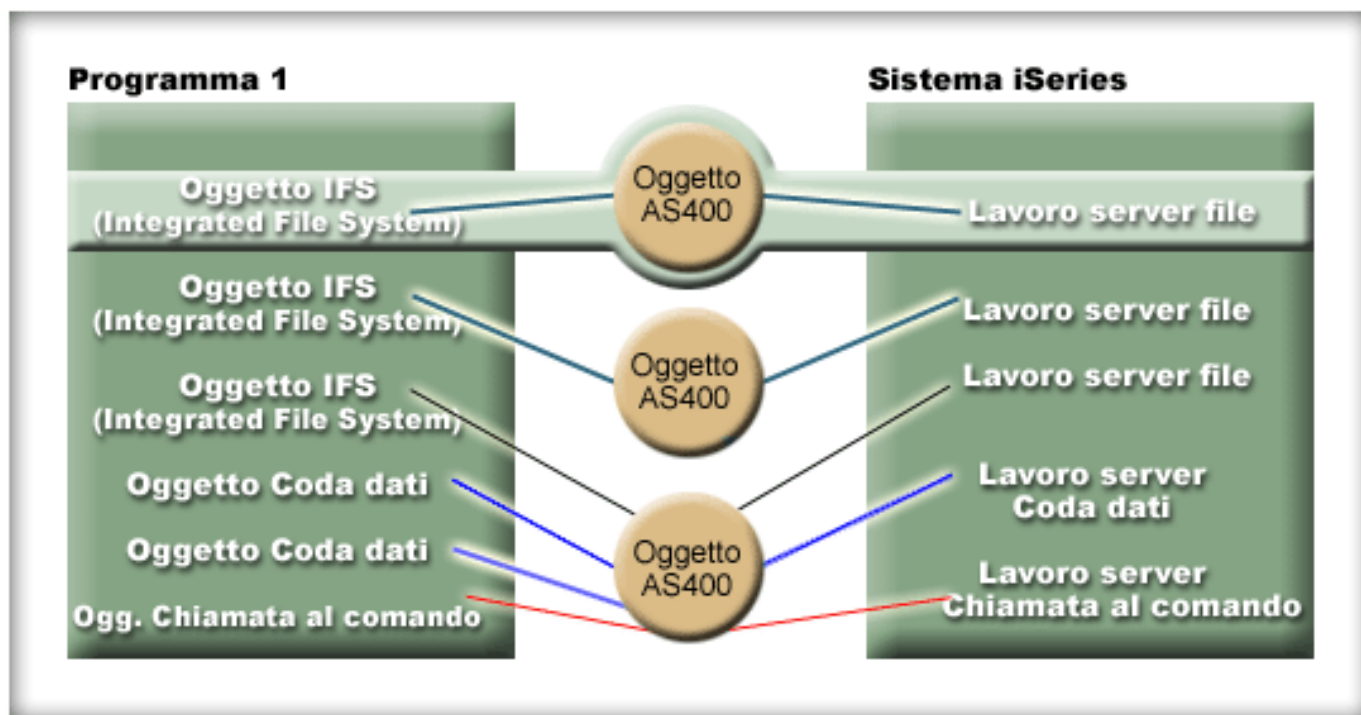 Programma 1
Oggetto IFS
(Integrated File System)
Oggetto IFS
(Integrated File System)
Oggetto IFS
(Integrated File System)
Oggetto Coda dati
Oggetto Coda dati
Ogg. Chiamata al comando
Oggetto
AS400
Oggetto
AS400
Oggetto
AS400
Sistema iSeries
Lavoro server file
Lavoro server file
Lavoro server file
Lavoro server
Coda dati
Lavoro server
Chiamata al comando